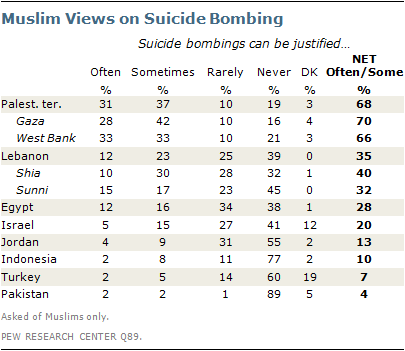 Muslim Views on Suicide Bombing
Suicide bombings can be justified…
NET
Often Sometimes Rarely Never DK Often/Some
% % % % % %
Palest. ter. 31 37 10 19 3 68
Gaza 28 42 10 16 4 70
West Bank 33 33 10 21 3 66
Lebanon 12 23 25 39 0 35
Shia 10 30 28 32 1 40
Sunni 15 17 23 45 0 32
Egypt 12 16 34 38 1 28
Israel 5 15 27 41 12 20
Jordan 4 9 31 55 2 13
Indonesia 2 8 11 77 2 10
Turkey 2 5 14 60 19 7
Pakistan 2 2 1 89 5 4
Asked of Muslims only.
PEW RESEARCH CENTER Q89.